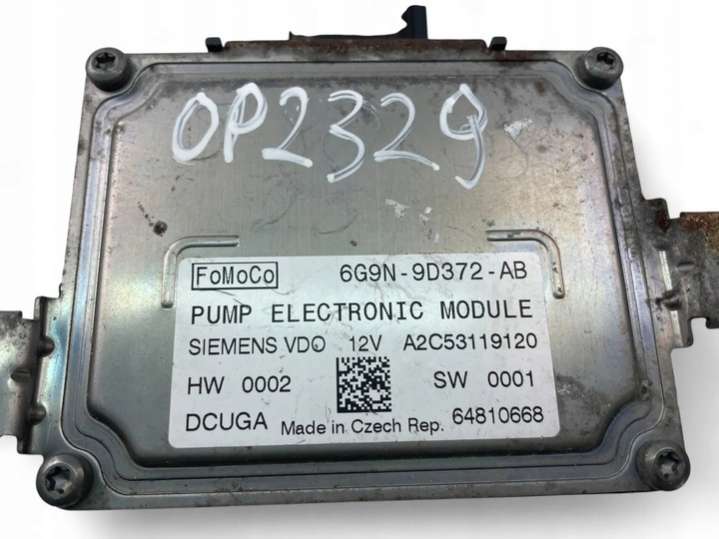 OP2329
FoMoCo 6G9N-9D372-AB
PUMP ELECTRONIC MODULE
SIEMENS VDO 12V A2C53119120
HW 0002 SW 0001
DCUGA Made in Czech Rep. 64810668